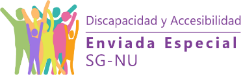 Discapacidad y Accesibilidad
Enviada Especial
SG-NU